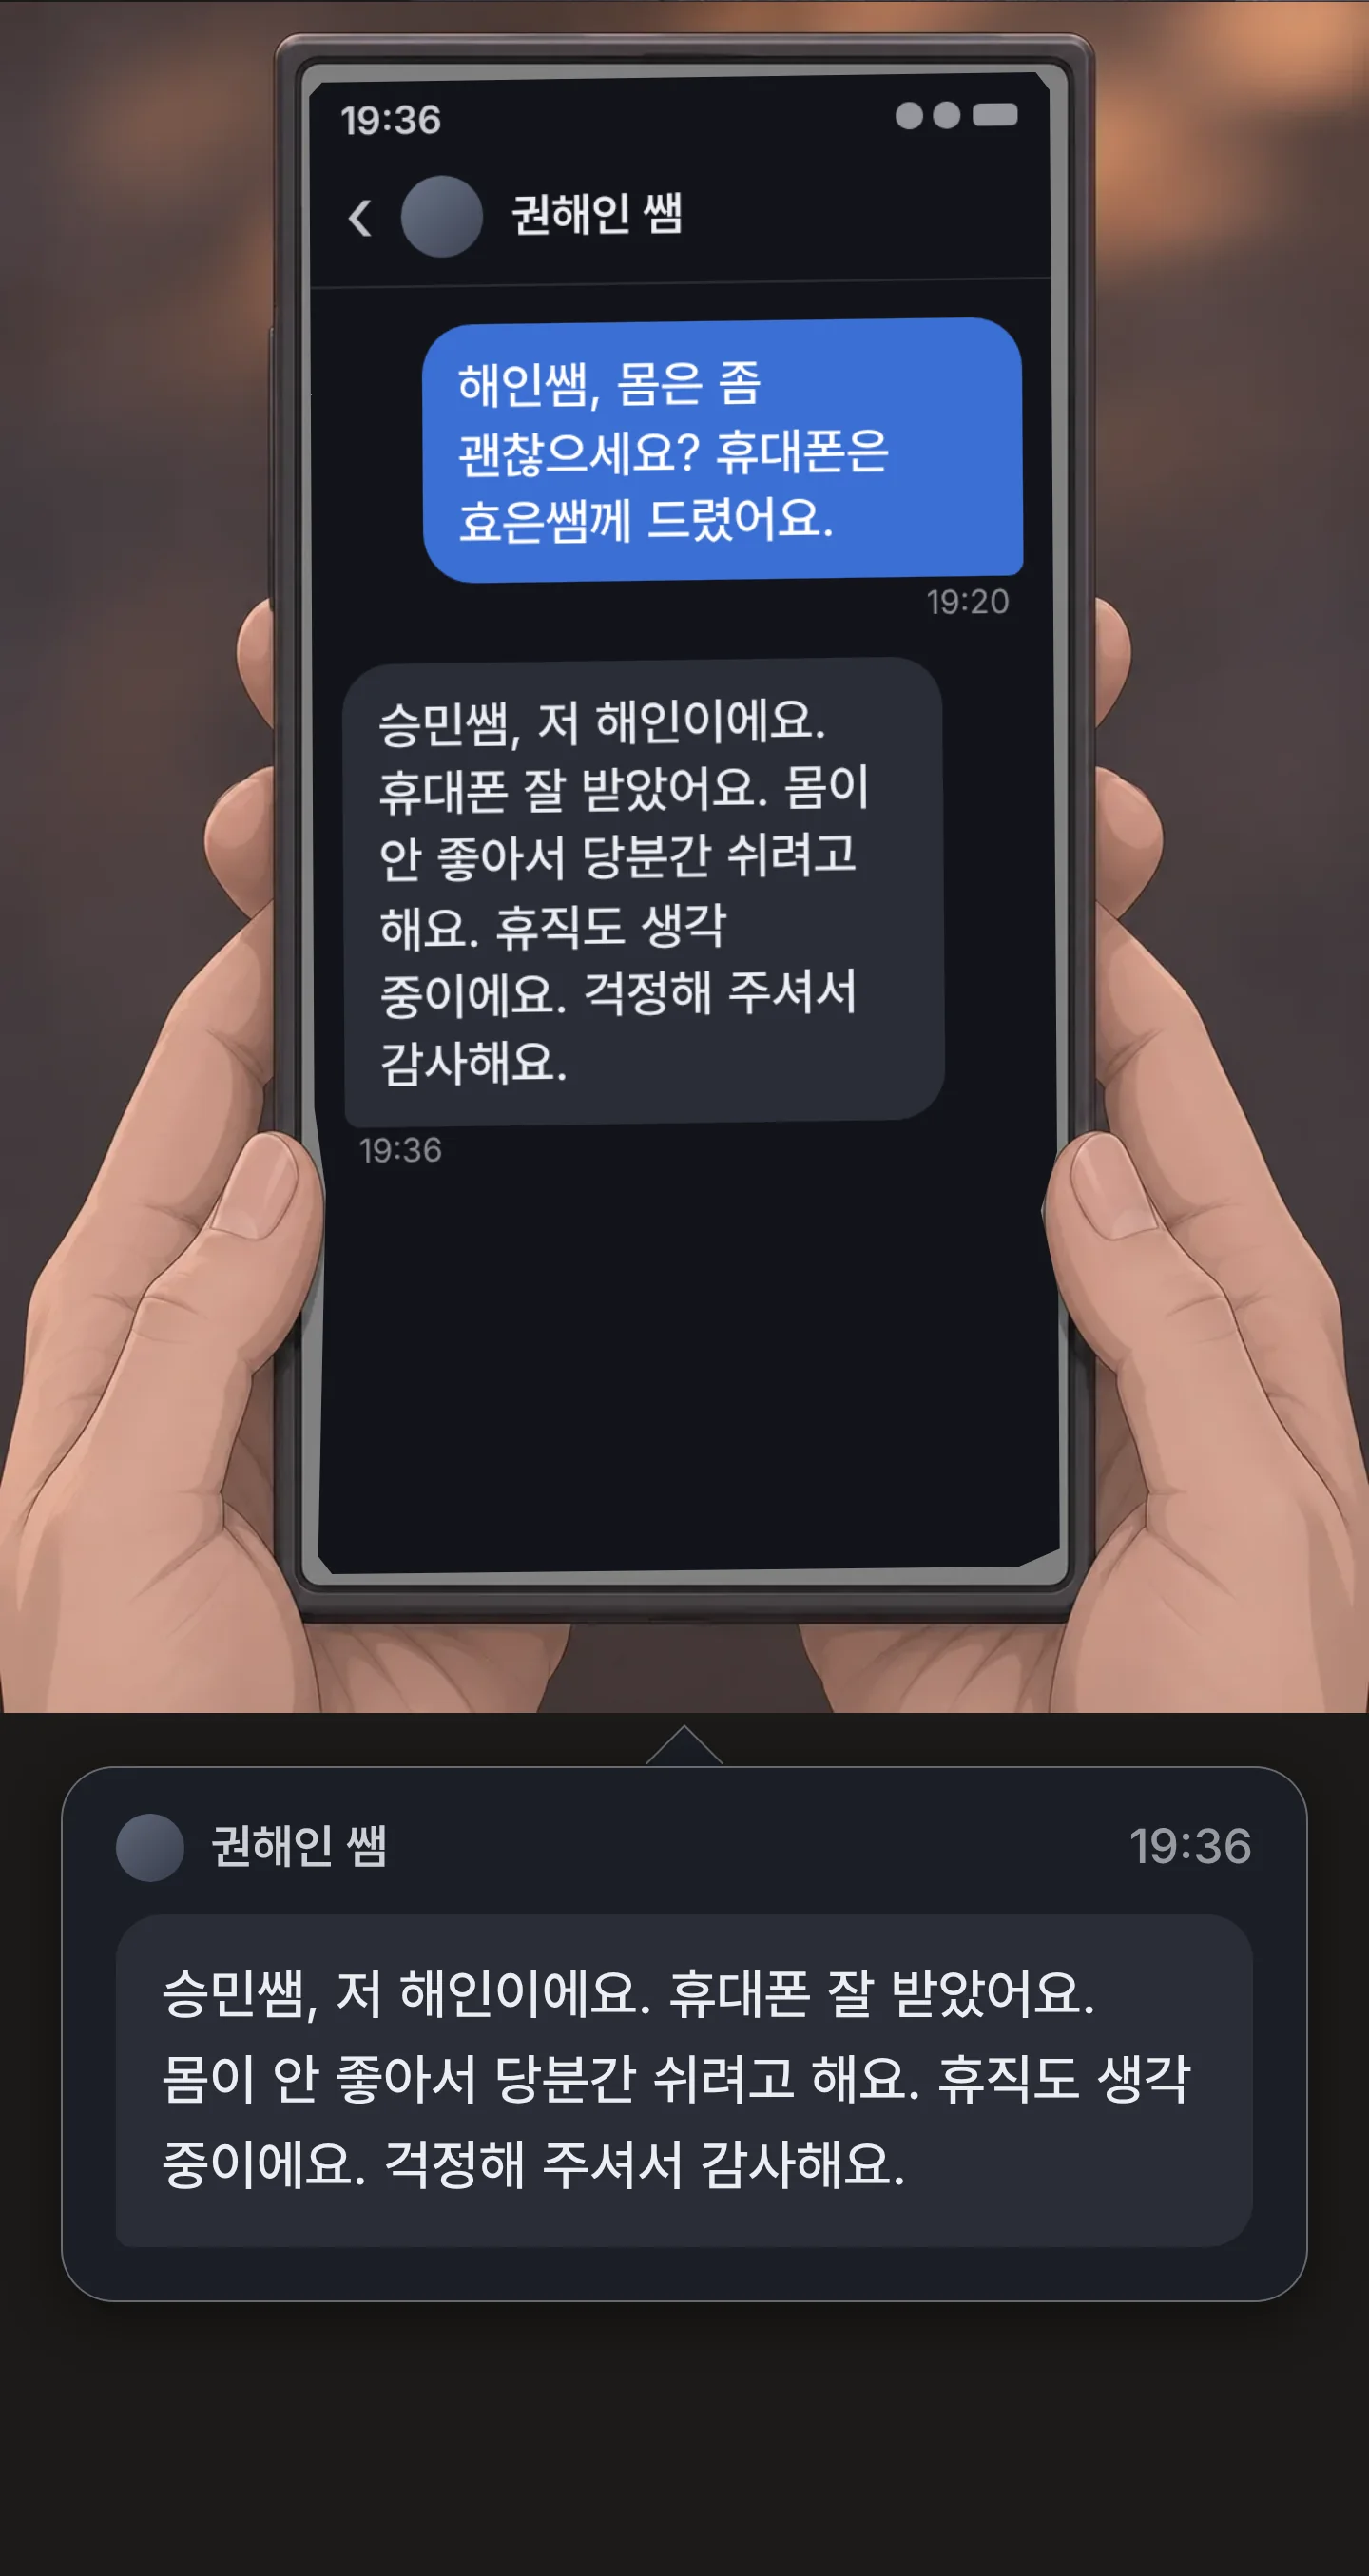 19:36
권해인 쌤
해인쌤, 몸은 좀
괜찮으세요? 휴대폰은
효은쌤께 드렸어요.
19:20
승민쌤, 저 해인이에요.
휴대폰 잘 받았어요. 몸이
안 좋아서 당분간 쉬려고
해요. 휴직도 생각
중이에요. 걱정해 주셔서
감사해요.
19:36
권해인 쌤
19:36
승민쌤, 저 해인이에요. 휴대폰 잘 받았어요.
몸이 안 좋아서 당분간 쉬려고 해요. 휴직도 생각
중이에요. 걱정해 주셔서 감사해요.